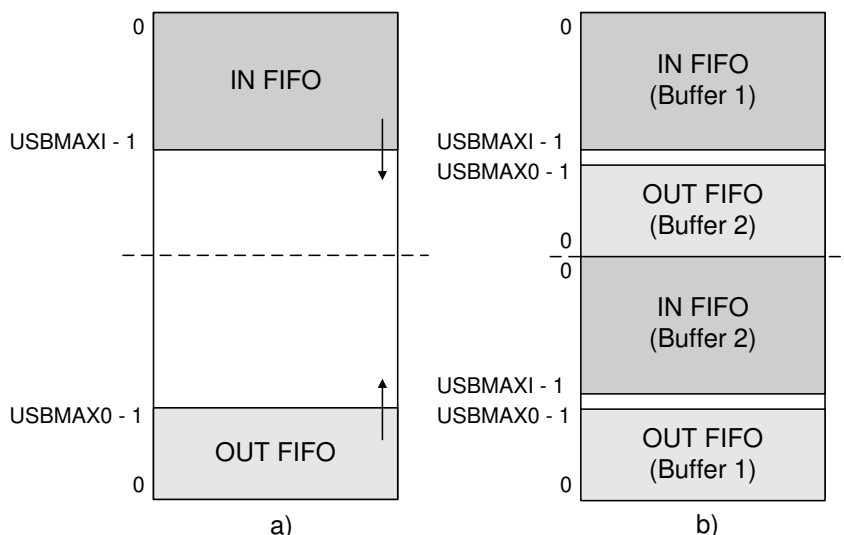 0
IN FIFO
USBMAXI - 1
USBMAX0 - 1
OUT FIFO
0
a)
0
IN FIFO
(Buffer 1)
USBMAXI - 1
USBMAX0 - 1
OUT FIFO
(Buffer 2)
0
0
IN FIFO
(Buffer 2)
USBMAXI - 1
USBMAX0 - 1
OUT FIFO
(Buffer 1)
0
b)